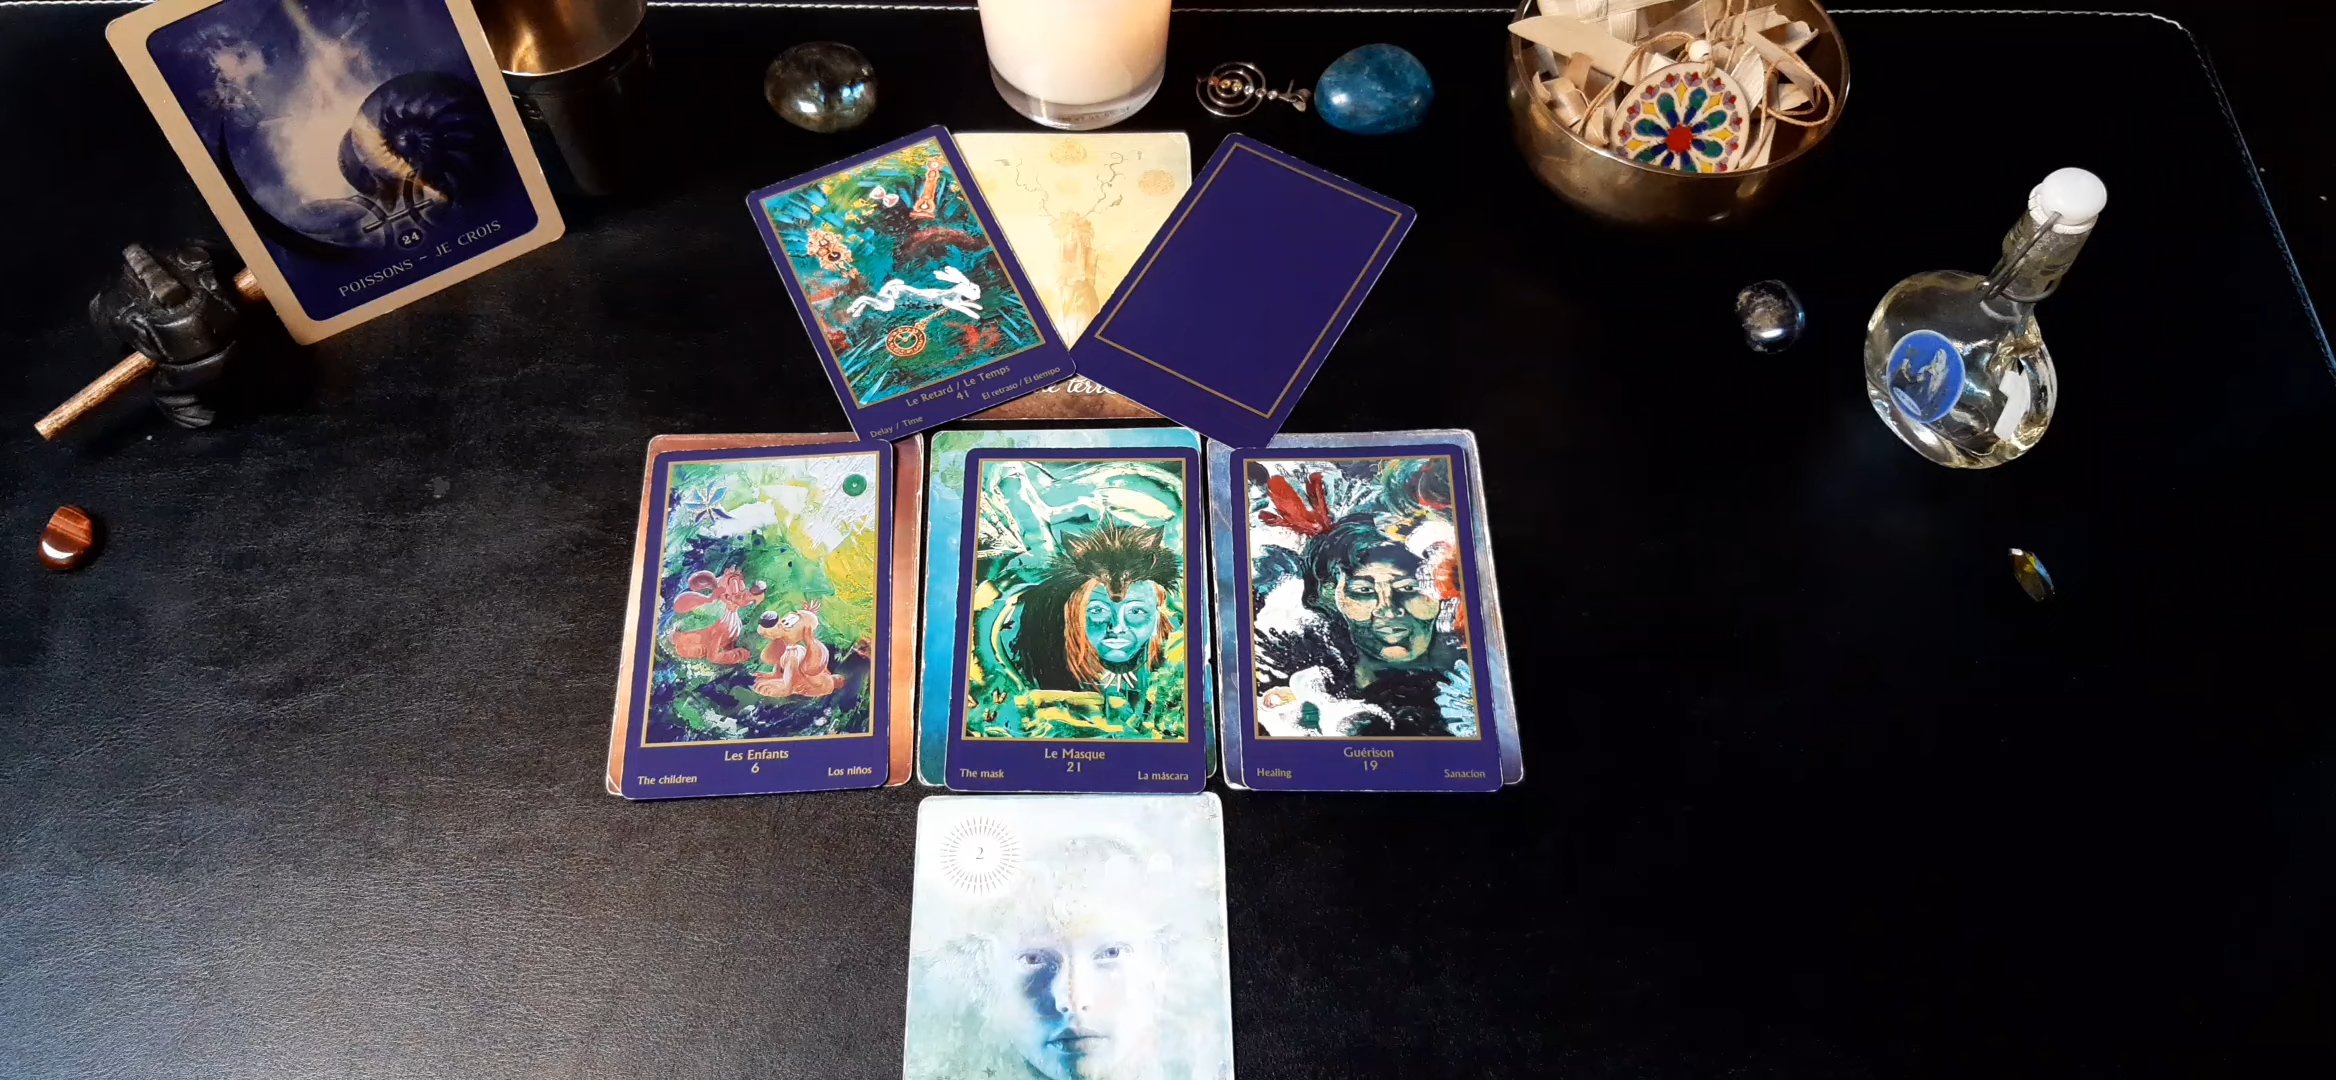 24
POISSONS - JE CROIS
Le Retard / Le Temps
41
Delay / Time
El retraso / El tiempo
Les Enfants
6
The children
Los niños
Le Masque
21
The mask
La máscara
Guérison
19
Healing
Sanacíon
2